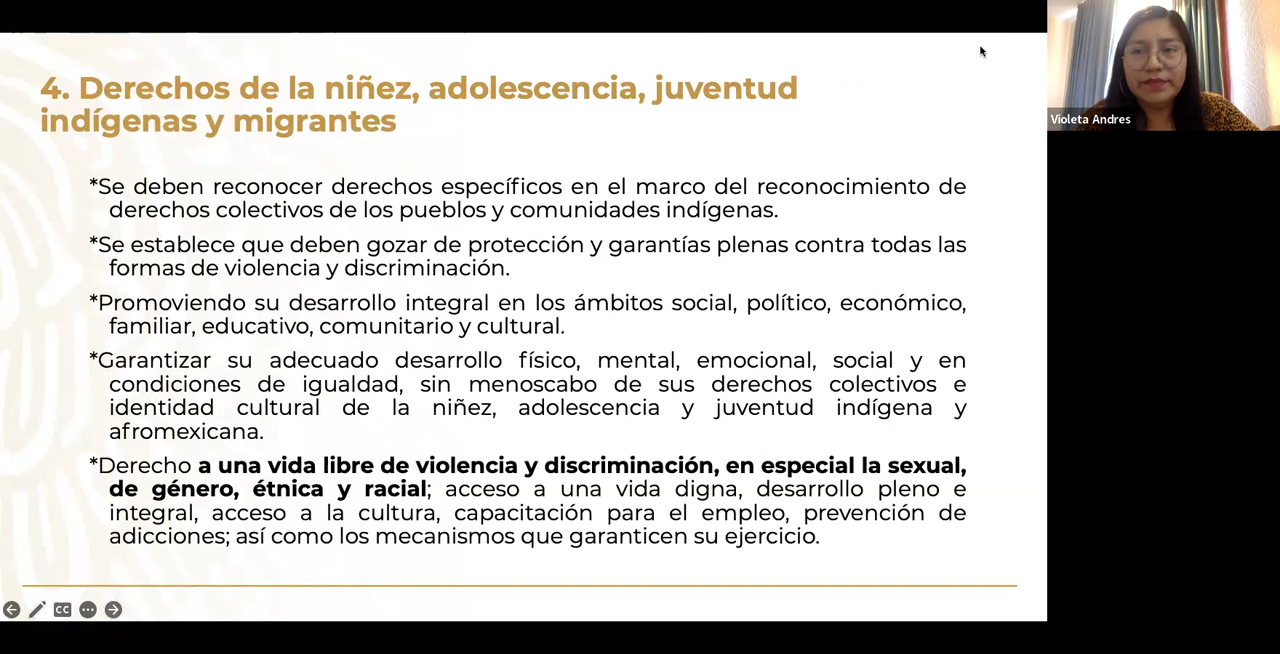 4. Derechos de la niñez, adolescencia, juventud
indígenas y migrantes
*Se deben reconocer derechos específicos en el marco del reconocimiento de
derechos colectivos de los pueblos y comunidades indígenas.
*Se establece que deben gozar de protección y garantías plenas contra todas las
formas de violencia y discriminación.
*Promoviendo su desarrollo integral en los ámbitos social, político, económico,
familiar, educativo, comunitario y cultural.
*Garantizar su adecuado desarrollo físico, mental, emocional, social y en
condiciones de igualdad, sin menoscabo de sus derechos colectivos e
identidad cultural de la niñez, adolescencia y juventud indígena y
afromexicana.
*Derecho a una vida libre de violencia y discriminación, en especial la sexual,
de género, étnica y racial; acceso a una vida digna, desarrollo pleno e
integral, acceso a la cultura, capacitación para el empleo, prevención de
adicciones; así como los mecanismos que garanticen su ejercicio.
CC
Violeta Andres